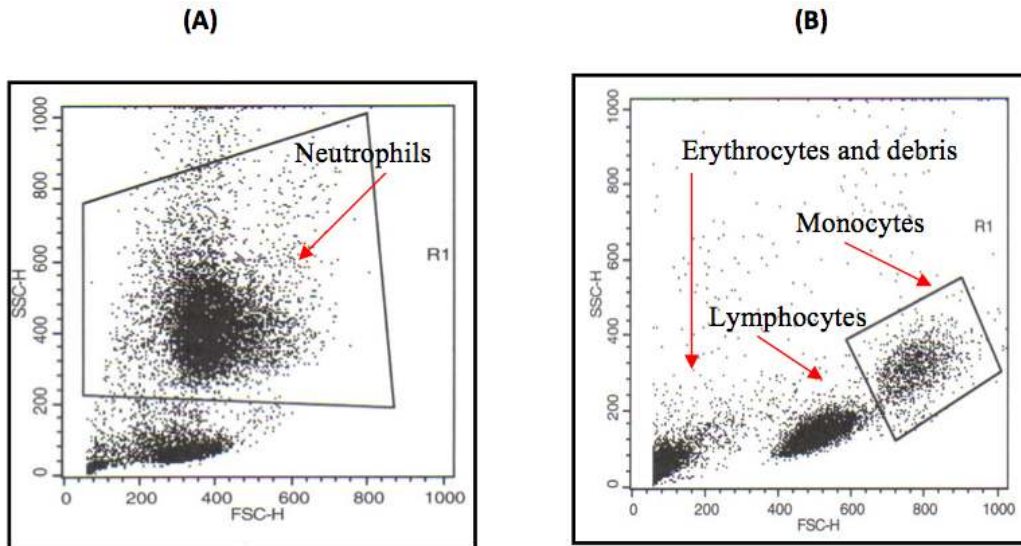 (A)
(B)
Neutrophils
R1
SSC-H
0 200 400 600 800 1000
0 200 400 600 800 1000
FSC-H
Erythrocytes and debris
Monocytes
R1
Lymphocytes
SSC-H
0 200 400 600 800 1000
0 200 400 600 800 1000
FSC-H